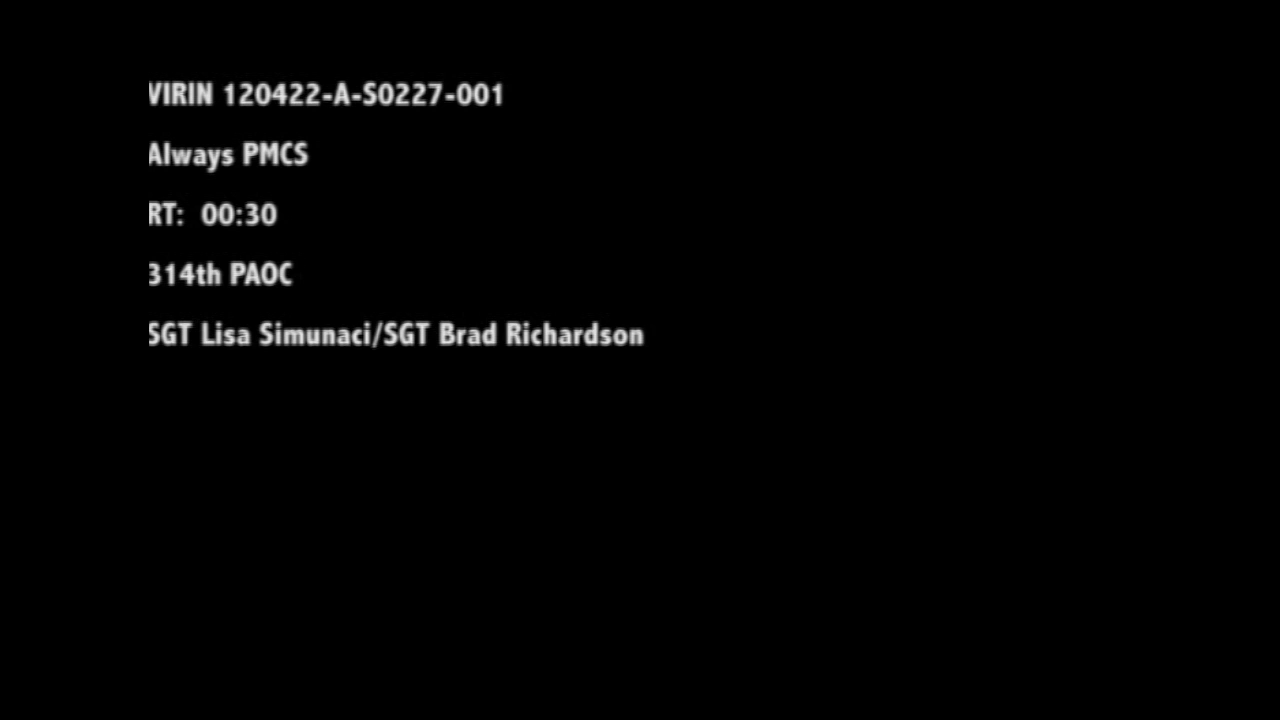 VIRIN 120422-A-S0227-001
Always PMCS
RT:  00:30
314th PAOC
SGT Lisa Simunaci/SGT Brad Richardson